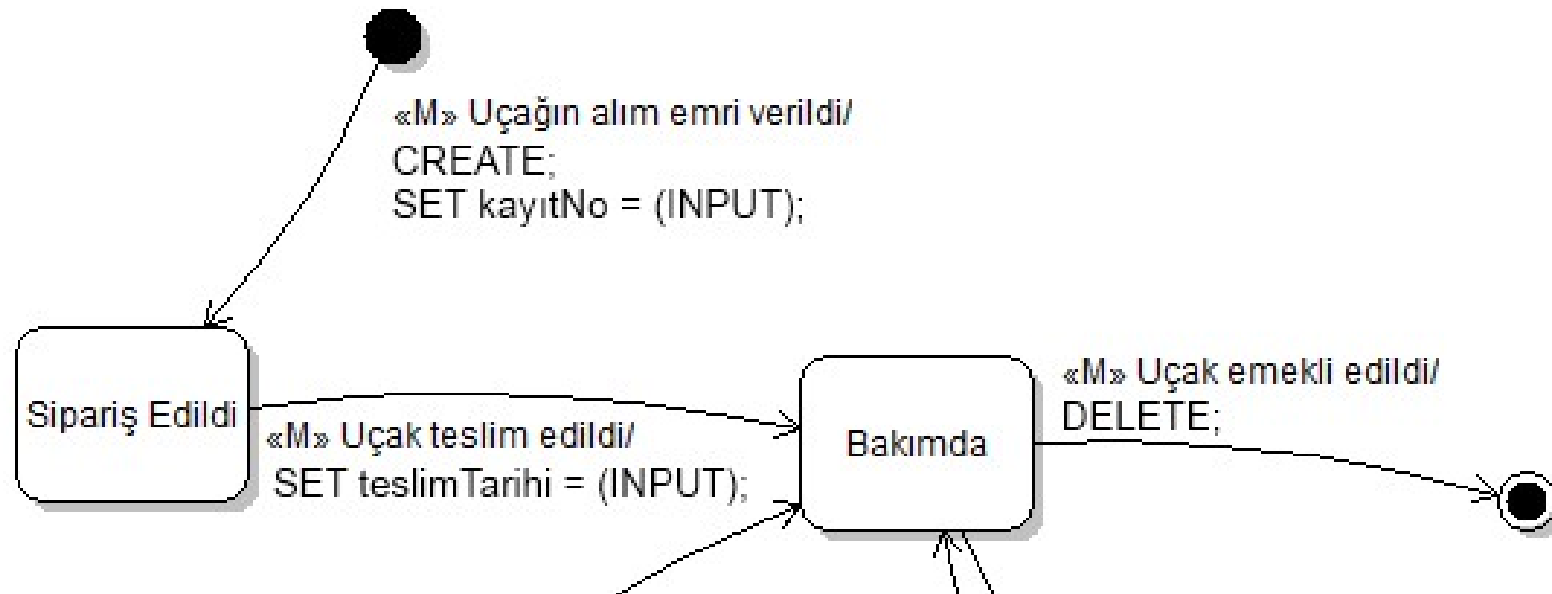 «M» Uçağın alım emri verildi/
CREATE;
SET kayıtNo = (INPUT);
Sipariş Edildi
«M» Uçak teslim edildi/
SET teslimTarihi = (INPUT);
Bakımda
«M» Uçak emekli edildi/
DELETE;